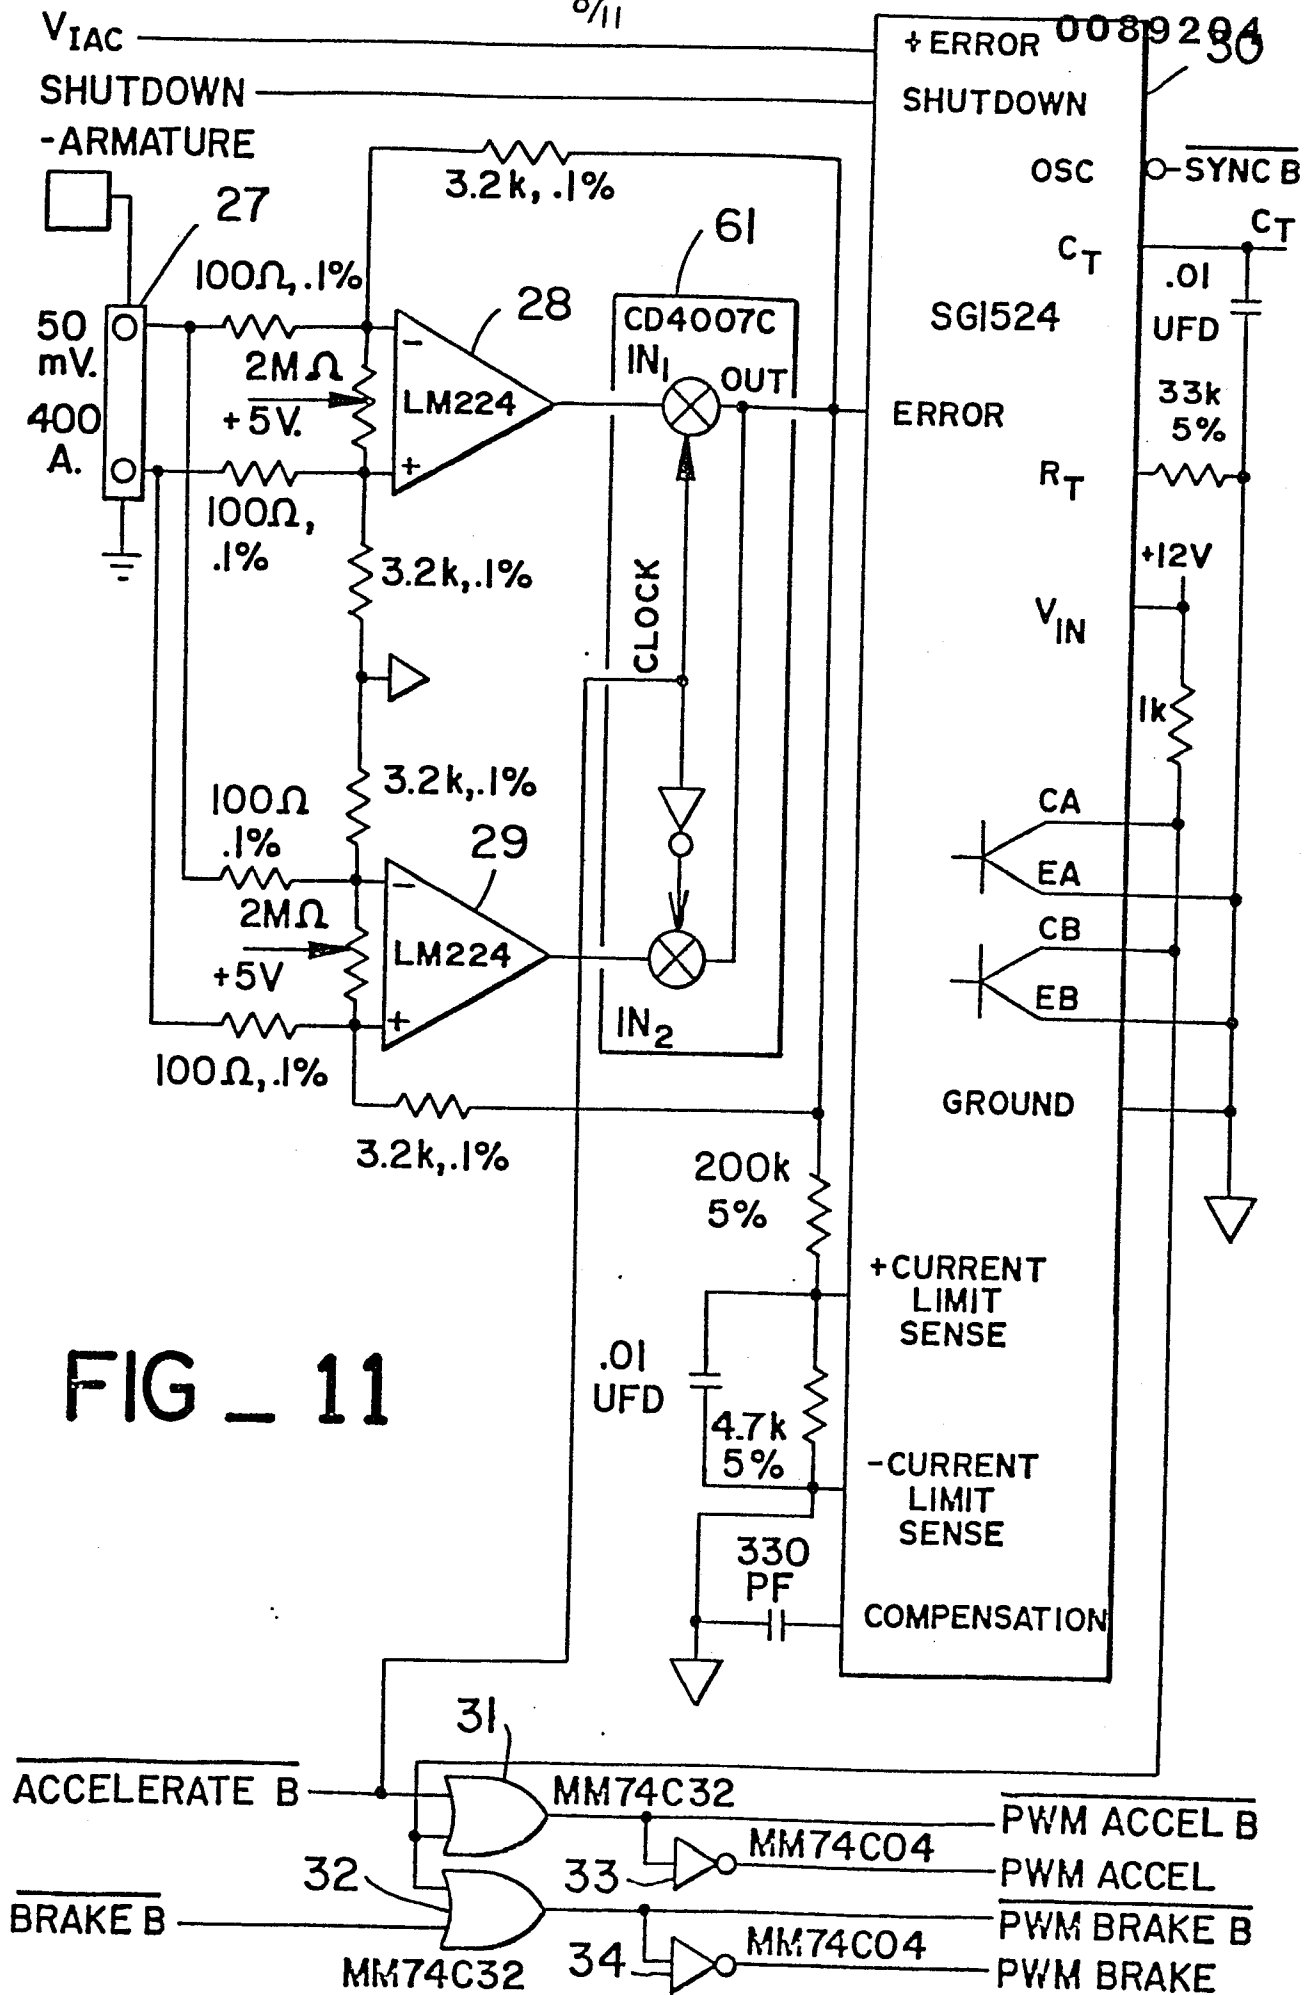 8/11
0089204
V IAC
+ ERROR
30
SHUTDOWN
SHUTDOWN
-ARMATURE
OSC
SYNC B
3.2k, .1%
27
61
CT
CT
100Ω, .1%
28
.01
UFD
50
mV.
CD4007C
SG1524
IN1
OUT
2MΩ
LM224
+5V.
400
A.
33k
5%
ERROR
RT
100Ω,
.1%
3.2k, .1%
+12V
CLOCK
VIN
1k
3.2k, .1%
100Ω
.1%
CA
29
EA
2MΩ
LM224
+5V
CB
EB
IN2
100Ω, .1%
GROUND
3.2k, .1%
200k
5%
+CURRENT
LIMIT
SENSE
FIG_11
.01
UFD
4.7k
5%
-CURRENT
LIMIT
SENSE
330
PF
COMPENSATION
31
ACCELERATE B
MM74C32
PWM ACCEL B
MM74C04
33
PWM ACCEL
32
BRAKE B
PWM BRAKE B
MM74C04
34
MM74C32
PWM BRAKE